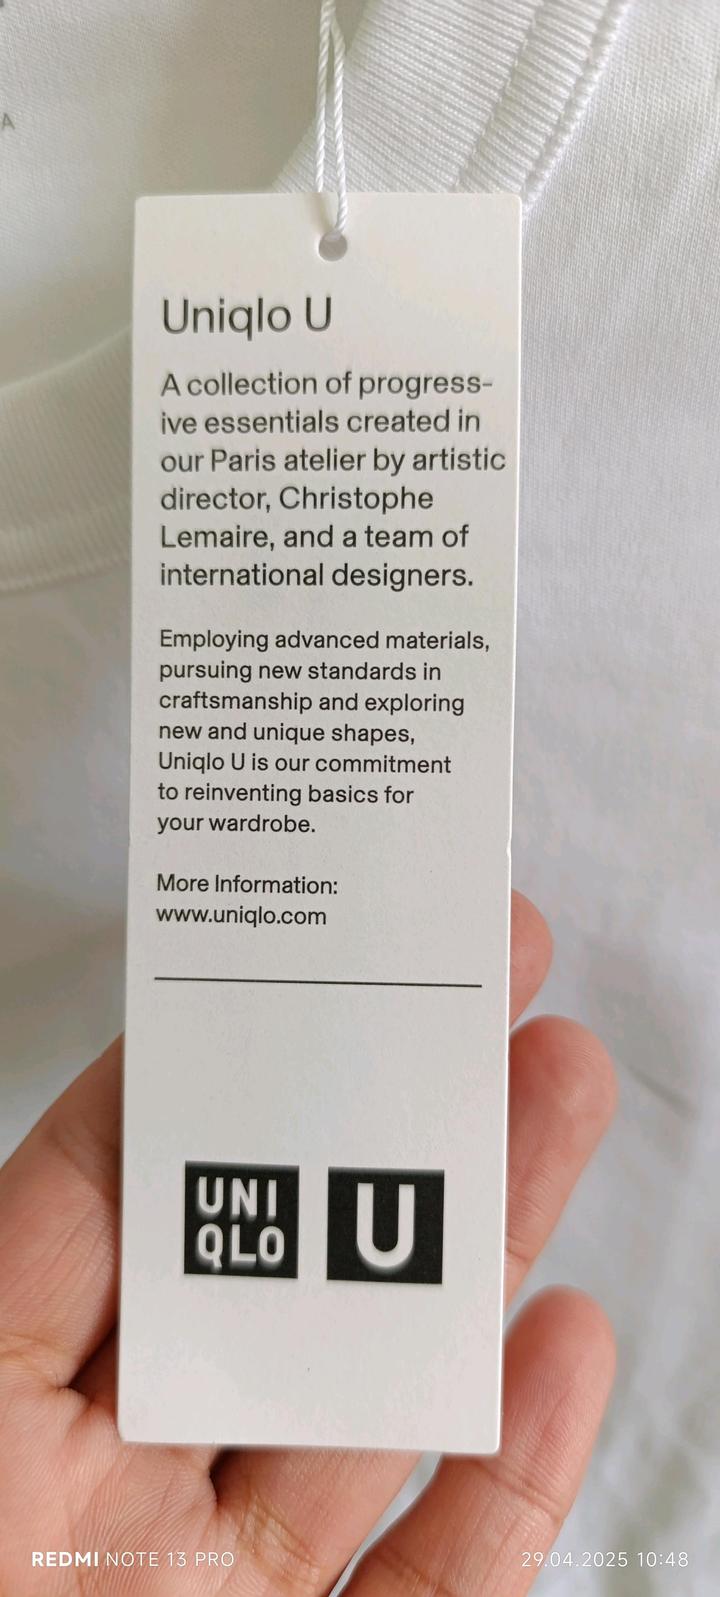 A
Uniqlo U
A collection of progress-
ive essentials created in
our Paris atelier by artistic
director, Christophe
Lemaire, and a team of
international designers.
Employing advanced materials,
pursuing new standards in
craftsmanship and exploring
new and unique shapes,
Uniqlo U is our commitment
to reinventing basics for
your wardrobe.
More Information:
www.uniqlo.com
UNI
QLO
U
REDMI NOTE 13 PRO
29.04.2025 10:48